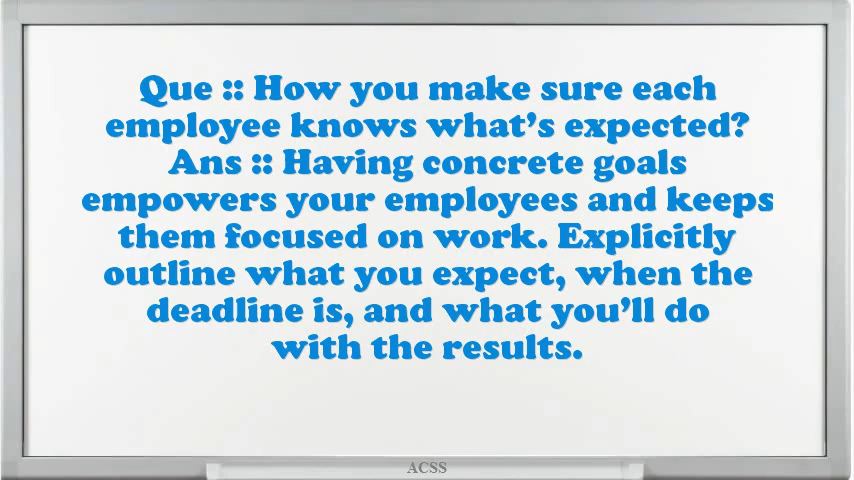 Que :: How you make sure each
employee knows what's expected?
Ans :: Having concrete goals
empowers your employees and keeps
them focused on work. Explicitly
outline what you expect, when the
deadline is, and what you'll do
with the results.
ACSS